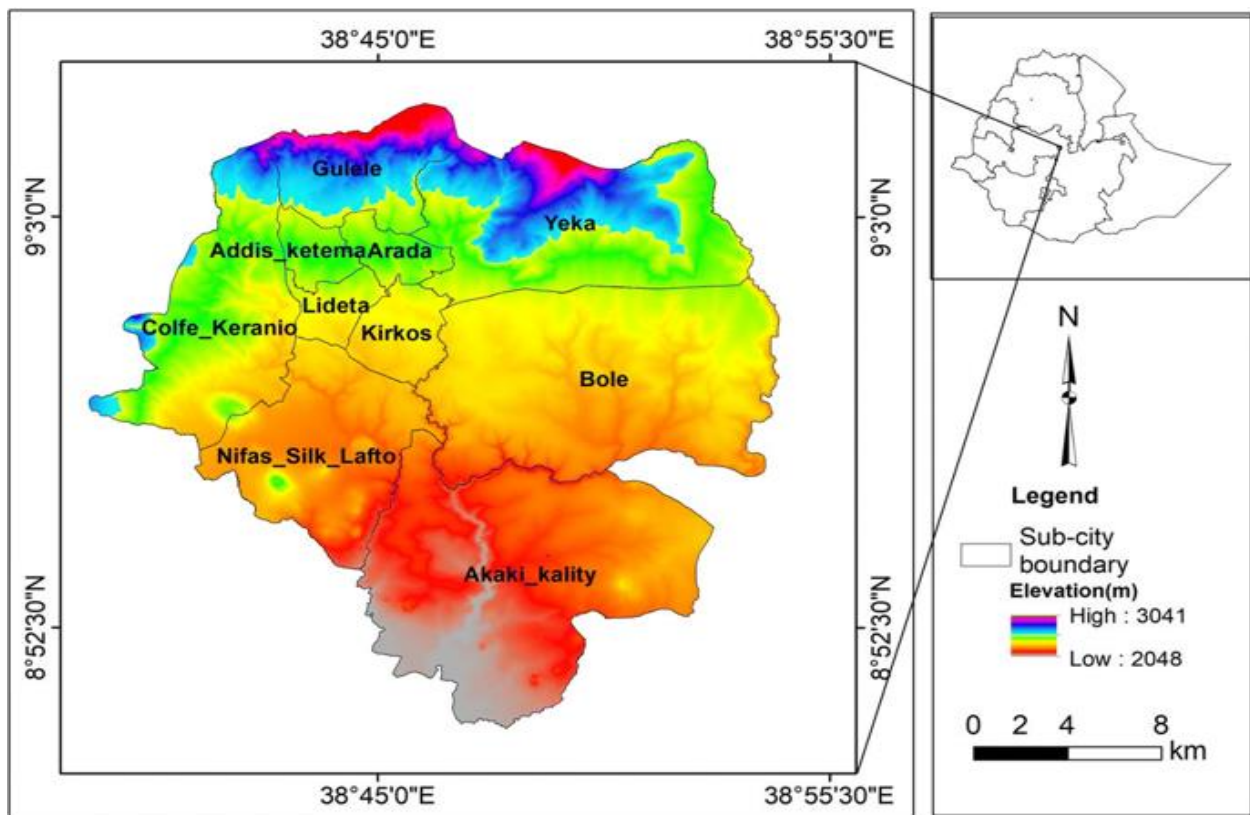 38°45'0"E
38°55'30"E
9°3'0"N
9°3'0"N
8°52'30"N
8°52'30"N
Gulele
Yeka
Addis_ketema
Arada
Lideta
Colfe_Keranio
Kirkos
Bole
Nifas_Silk_Lafto
Akaki_kality
38°45'0"E
38°55'30"E
N
Legend
Sub-city
boundary
Elevation(m)
High : 3041
Low : 2048
0 2 4 8
km